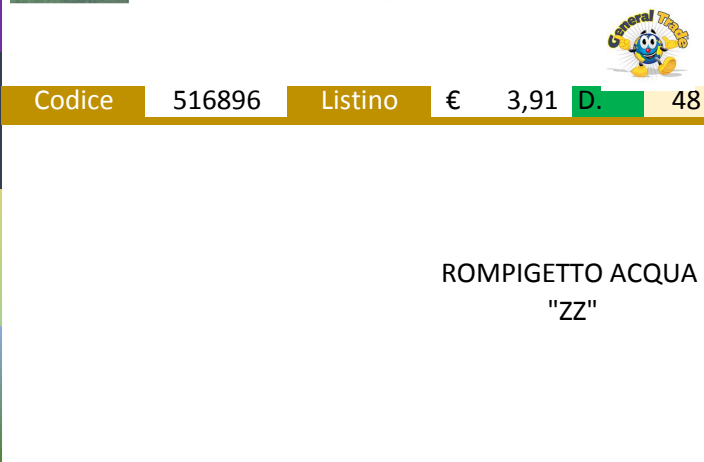 General Trade
Codice 516896 Listino € 3,91 D. 48
ROMPIGETTO ACQUA
"ZZ"